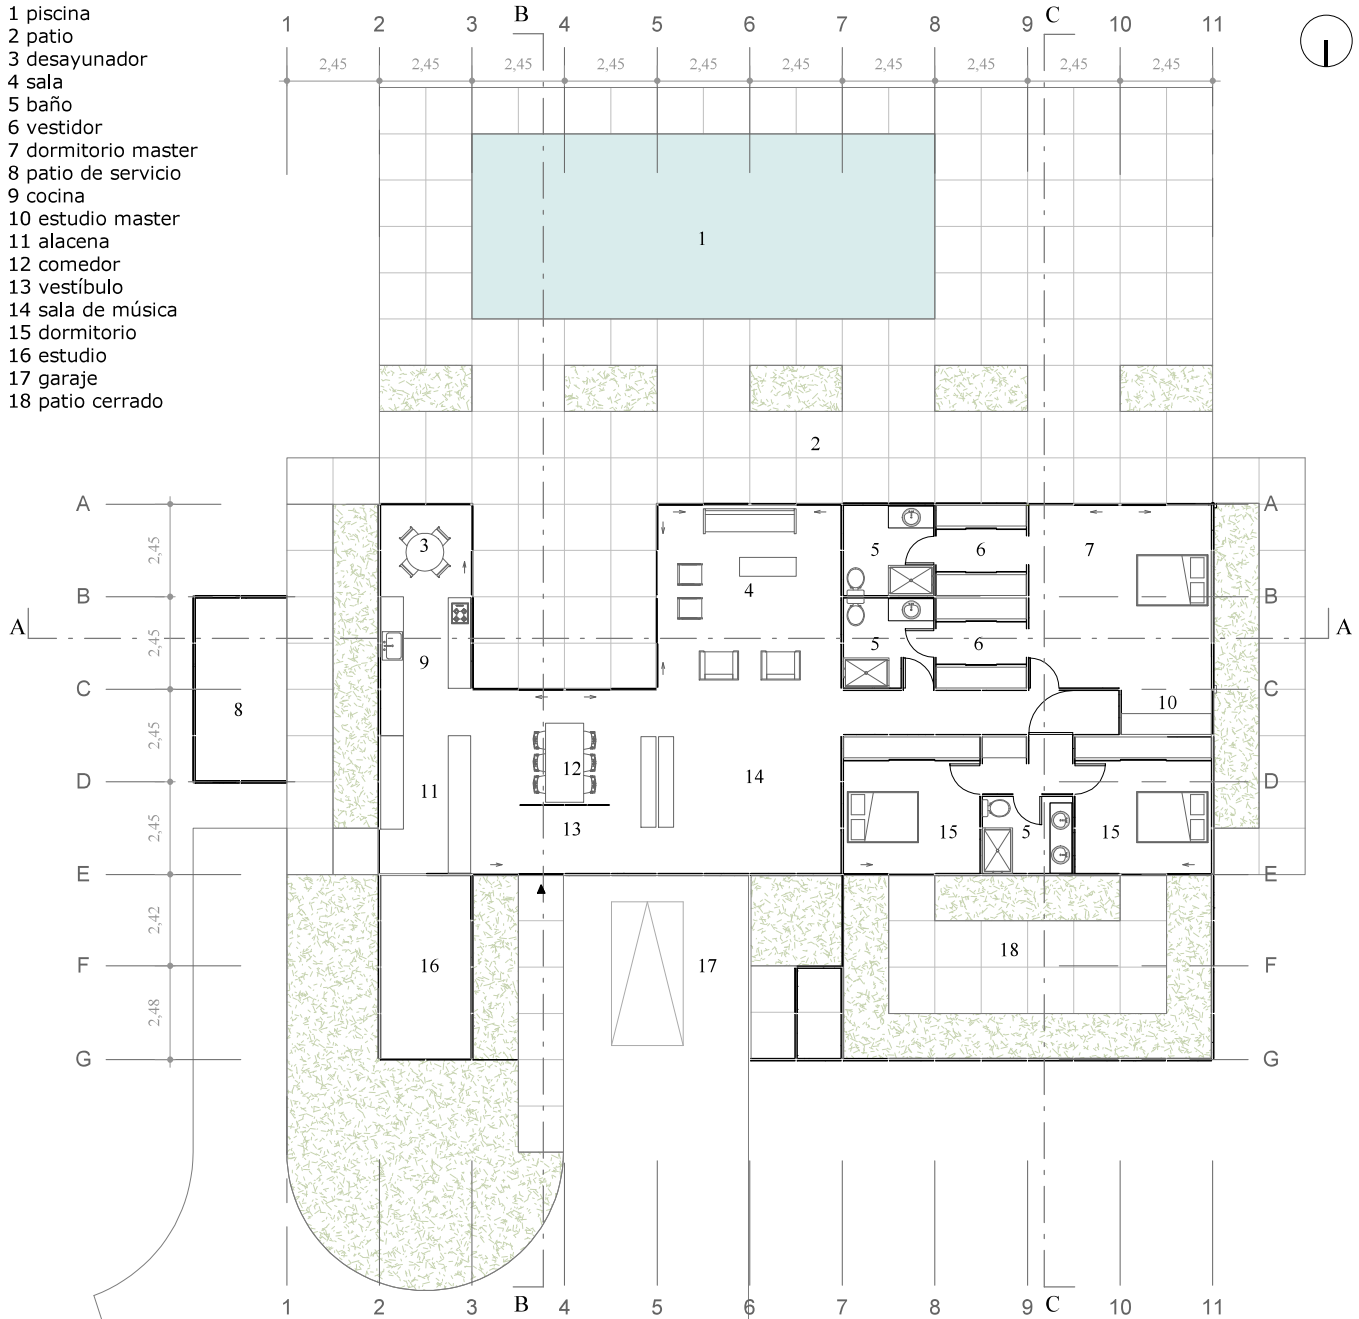 1 piscina
2 patio
3 desayunador
4 sala
5 baño
6 vestidor
7 dormitorio master
8 patio de servicio
9 cocina
10 estudio master
11 alacena
12 comedor
13 vestíbulo
14 sala de música
15 dormitorio
16 estudio
17 garaje
18 patio cerrado
B C
1 2 3 4 5 6 7 8 9 10 11
2,45 2,45 2,45 2,45 2,45 2,45 2,45 2,45 2,45 2,45
1
2
A A
3 5 6 7
2,45
4
B B
A A
2,45
5 6
9
C C
8 10
2,45
12 14
D D
11
13 15 5 15
2,45
E E
2,42
18
16 17
F F
2,48
G G
1 2 3 B 4 5 6 7 8 9 C 10 11